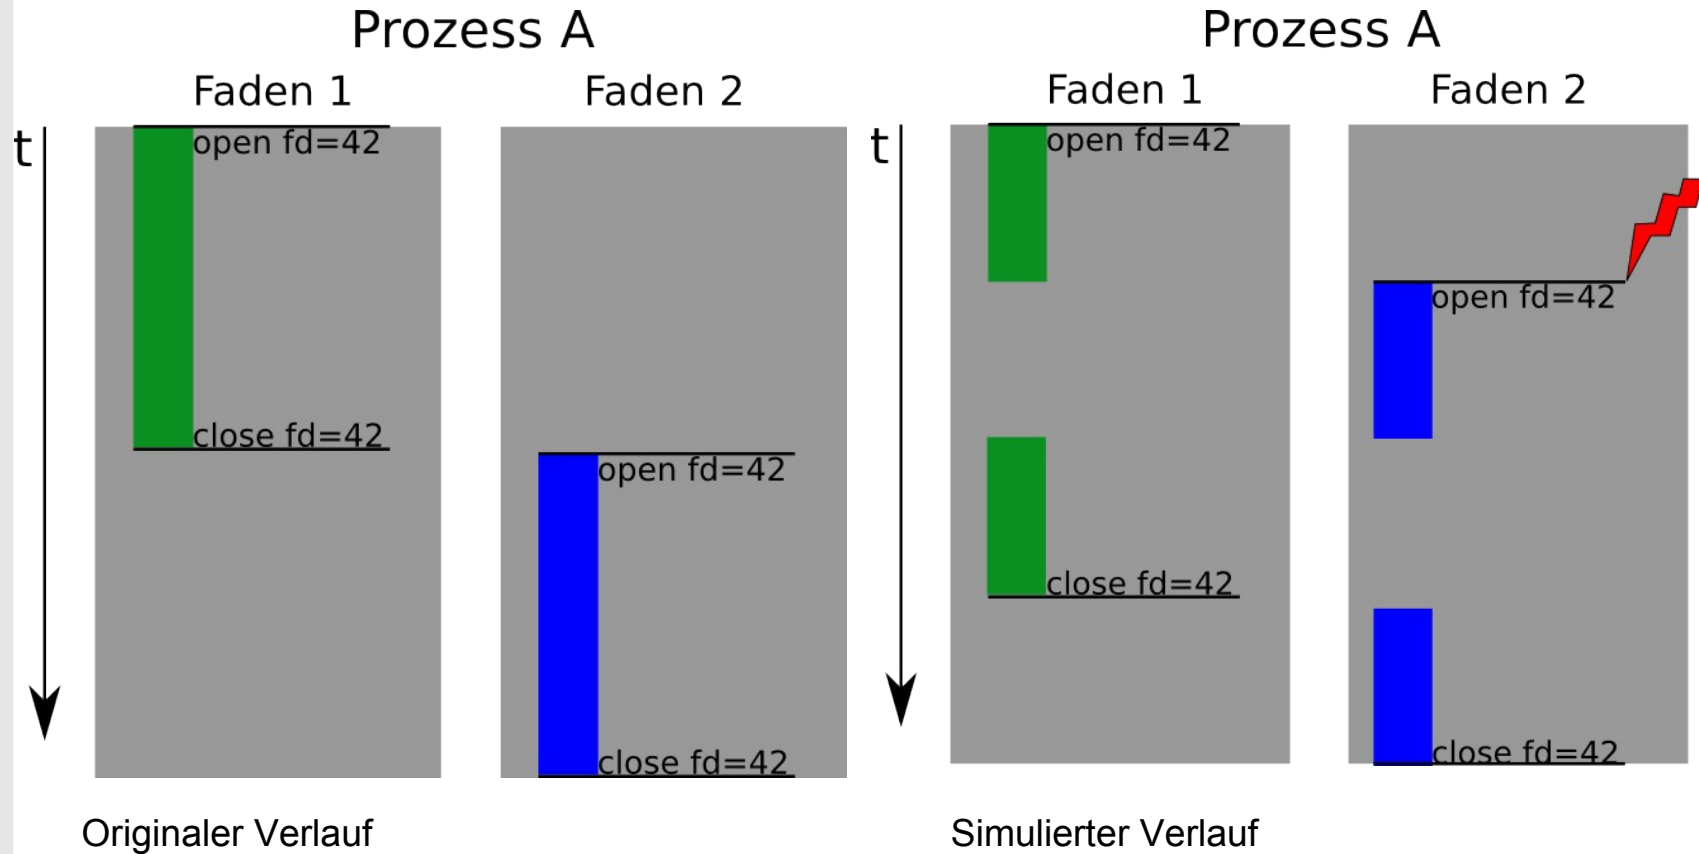 Prozess A
Faden 1
Faden 2
t
open fd=42
close fd=42
open fd=42
close fd=42
Originaler Verlauf
Prozess A
Faden 1
Faden 2
t
open fd=42
open fd=42
close fd=42
close fd=42
Simulierter Verlauf